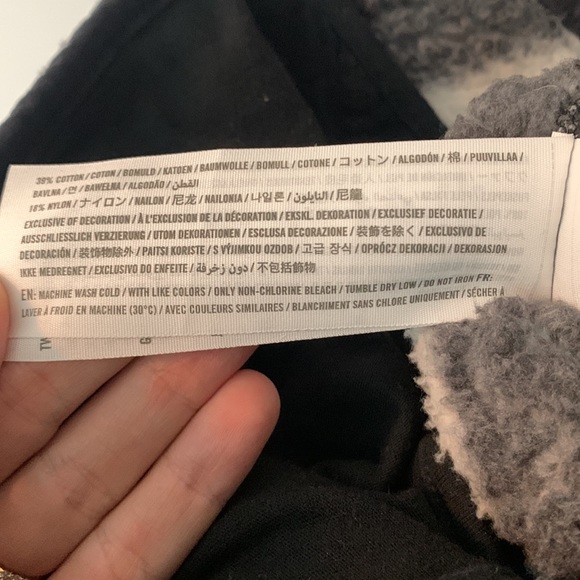 39% COTTON / COTON / BOMULD / KATOEN / BAUMWOLLE / BOMULL / COTONE / コットン / ALGODÓN / 棉 / PUUVILLAA /
BAVLNA / 면 / BAWEŁNA / ALGODÃO / القطن
18% NYLON / ナイロン / NAILON / 尼龙 / NAILONIA / 나일론 / النايلون / 尼龍
EXCLUSIVE OF DECORATION / À L'EXCLUSION DE LA DÉCORATION / EKSKL. DEKORATION / EXCLUSIEF DECORATIE /
AUSSCHLIESSLICH VERZIERUNG / UTOM DEKORATIONEN / ESCLUSA DECORAZIONE / 装飾を除く / EXCLUSIVO DE
DECORACIÓN / 装饰物除外 / PAITSI KORISTE / S VÝJIMKOU OZDOB / 고급 장식 / OPRÓCZ DEKORACJI / DEKORASJON
IKKE MEDREGNET / EXCLUSIVO DO ENFEITE / دون زخرفة / 不包括飾物
EN: MACHINE WASH COLD / WITH LIKE COLORS / ONLY NON-CHLORINE BLEACH / TUMBLE DRY LOW / DO NOT IRON FR:
LAVER À FROID EN MACHINE (30°C) / AVEC COULEURS SIMILAIRES / BLANCHIMENT SANS CHLORE UNIQUEMENT / SÉCHER À